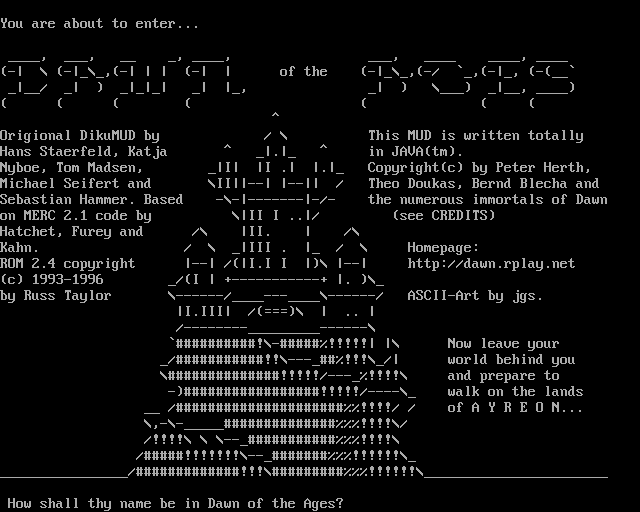 You are about to enter...
DAWN of the AGES
Origional DikuMUD by
Hans Staerfeld, Katja
Nyboe, Tom Madsen,
Michael Seifert and
Sebastian Hammer. Based
on MERC 2.1 code by
Hatchet, Furey and
Kahn.
ROM 2.4 copyright
(c) 1993-1996
by Russ Taylor
This MUD is written totally
in JAVA(tm).
Copyright(c) by Peter Herth,
Theo Doukas, Bernd Blecha and
the numerous immortals of Dawn
(see CREDITS)
Homepage:
http://dawn.rplay.net
ASCII-Art by jgs.
Now leave your
world behind you
and prepare to
walk on the lands
of A Y R E O N...
How shall thy name be in Dawn of the Ages?